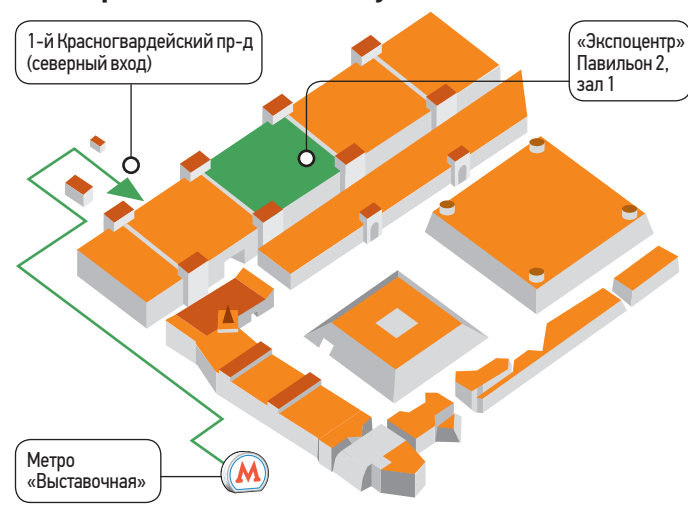 1-й Красногвардейский пр-д
(северный вход)
«Экспоцентр»
Павильон 2,
зал 1
Метро
«Выставочная»
М